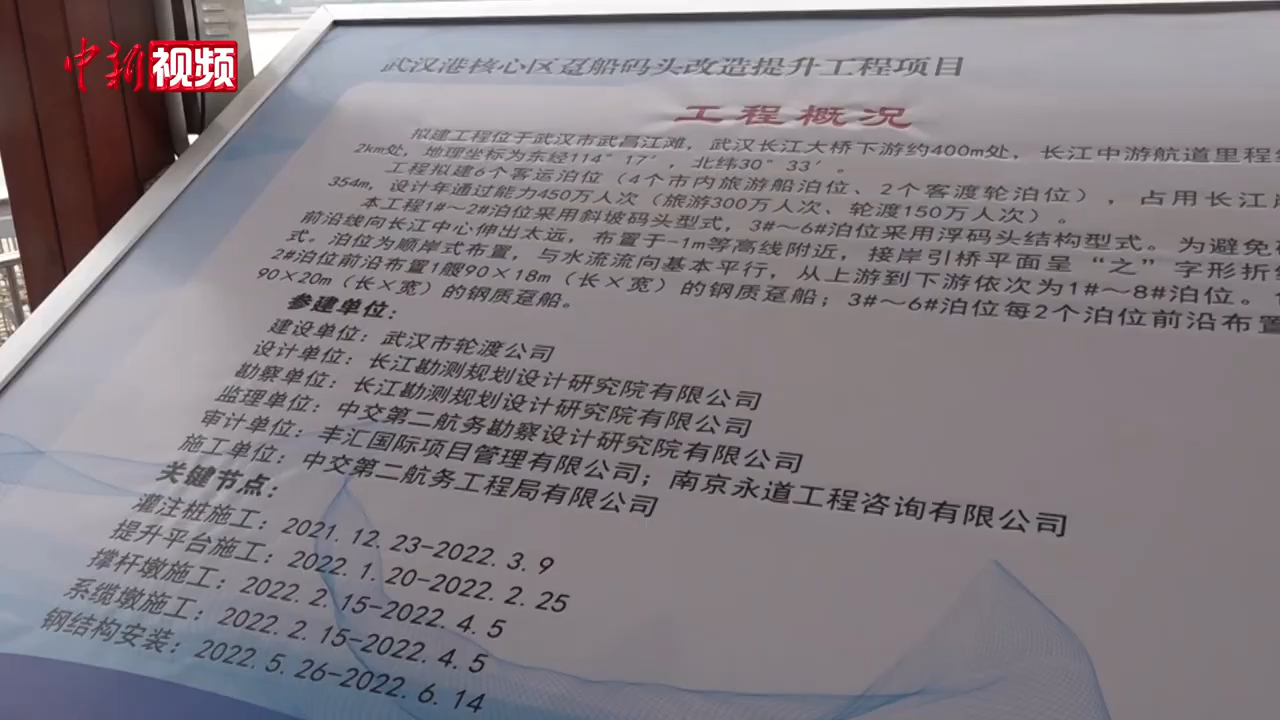 中新视频
武汉港核心区趸船码头改造提升工程项目
工程概况
拟建工程位于武汉市武昌江滩，武汉长江大桥下游约400m处，长江中游航道里程
2km处，地理坐标为东经114°17′，北纬30°33′。
工程拟建6个客运泊位（4个市内旅游船泊位、2个客渡轮泊位），占用长江
354m，设计年通过能力450万人次（旅游300万人次、轮渡150万人次）。
本工程1#～2#泊位采用斜坡码头型式，3#～6#泊位采用浮码头结构型式。为避免
前沿线向长江中心伸出太远，布置于-1m等高线附近，接岸引桥平面呈“之”字形折
式。泊位为顺岸式布置，与水流流向基本平行，从上游到下游依次为1#～8#泊位。
2#泊位前沿布置1艘90×18m（长×宽）的钢质趸船；3#～6#泊位每2个泊位前沿布置
90×20m（长×宽）的钢质趸船。
参建单位：
建设单位：武汉市轮渡公司
设计单位：长江勘测规划设计研究院有限公司
勘察单位：长江勘测规划设计研究院有限公司
监理单位：中交第二航务勘察设计研究院有限公司
审计单位：丰汇国际项目管理有限公司；南京永道工程咨询有限公司
施工单位：中交第二航务工程局有限公司
关键节点：
灌注桩施工：2021.12.23-2022.3.9
提升平台施工：2022.1.20-2022.2.25
撑杆墩施工：2022.2.15-2022.4.5
系缆墩施工：2022.2.15-2022.4.5
钢结构安装：2022.5.26-2022.6.14